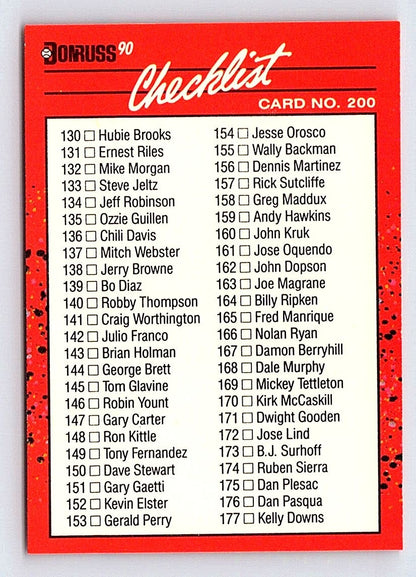 DONRUSS 90
Checklist
CARD NO. 200
130 Hubie Brooks
131 Ernest Riles
132 Mike Morgan
133 Steve Jeltz
134 Jeff Robinson
135 Ozzie Guillen
136 Chili Davis
137 Mitch Webster
138 Jerry Browne
139 Bo Diaz
140 Robby Thompson
141 Craig Worthington
142 Julio Franco
143 Brian Holman
144 George Brett
145 Tom Glavine
146 Robin Yount
147 Gary Carter
148 Ron Kittle
149 Tony Fernandez
150 Dave Stewart
151 Gary Gaetti
152 Kevin Elster
153 Gerald Perry
154 Jesse Orosco
155 Wally Backman
156 Dennis Martinez
157 Rick Sutcliffe
158 Greg Maddux
159 Andy Hawkins
160 John Kruk
161 Jose Oquendo
162 John Dopson
163 Joe Magrane
164 Billy Ripken
165 Fred Manrique
166 Nolan Ryan
167 Damon Berryhill
168 Dale Murphy
169 Mickey Tettleton
170 Kirk McCaskill
171 Dwight Gooden
172 Jose Lind
173 B.J. Surhoff
174 Ruben Sierra
175 Dan Plesac
176 Dan Pasqua
177 Kelly Downs